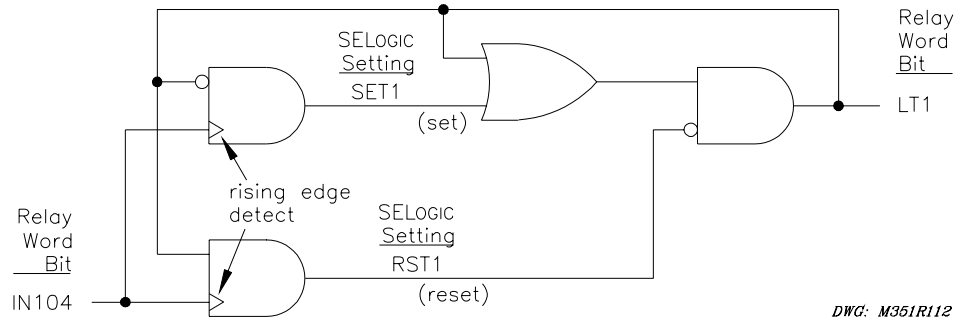 Relay
Word
Bit
LT1
SELOGIC
Setting
SET1
(set)
rising edge
detect
SELOGIC
Setting
RST1
(reset)
Relay
Word
Bit
IN104
DWG: M351R112